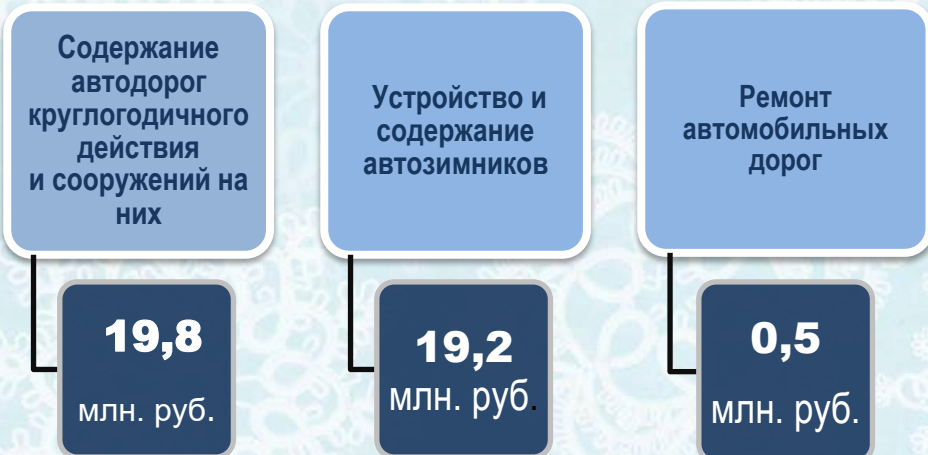 Содержание
автодорог
круглогодичного
действия
и сооружений на
них
19,8
млн. руб.
Устройство и
содержание
автозимников
19,2
млн. руб.
Ремонт
автомобильных
дорог
0,5
млн. руб.